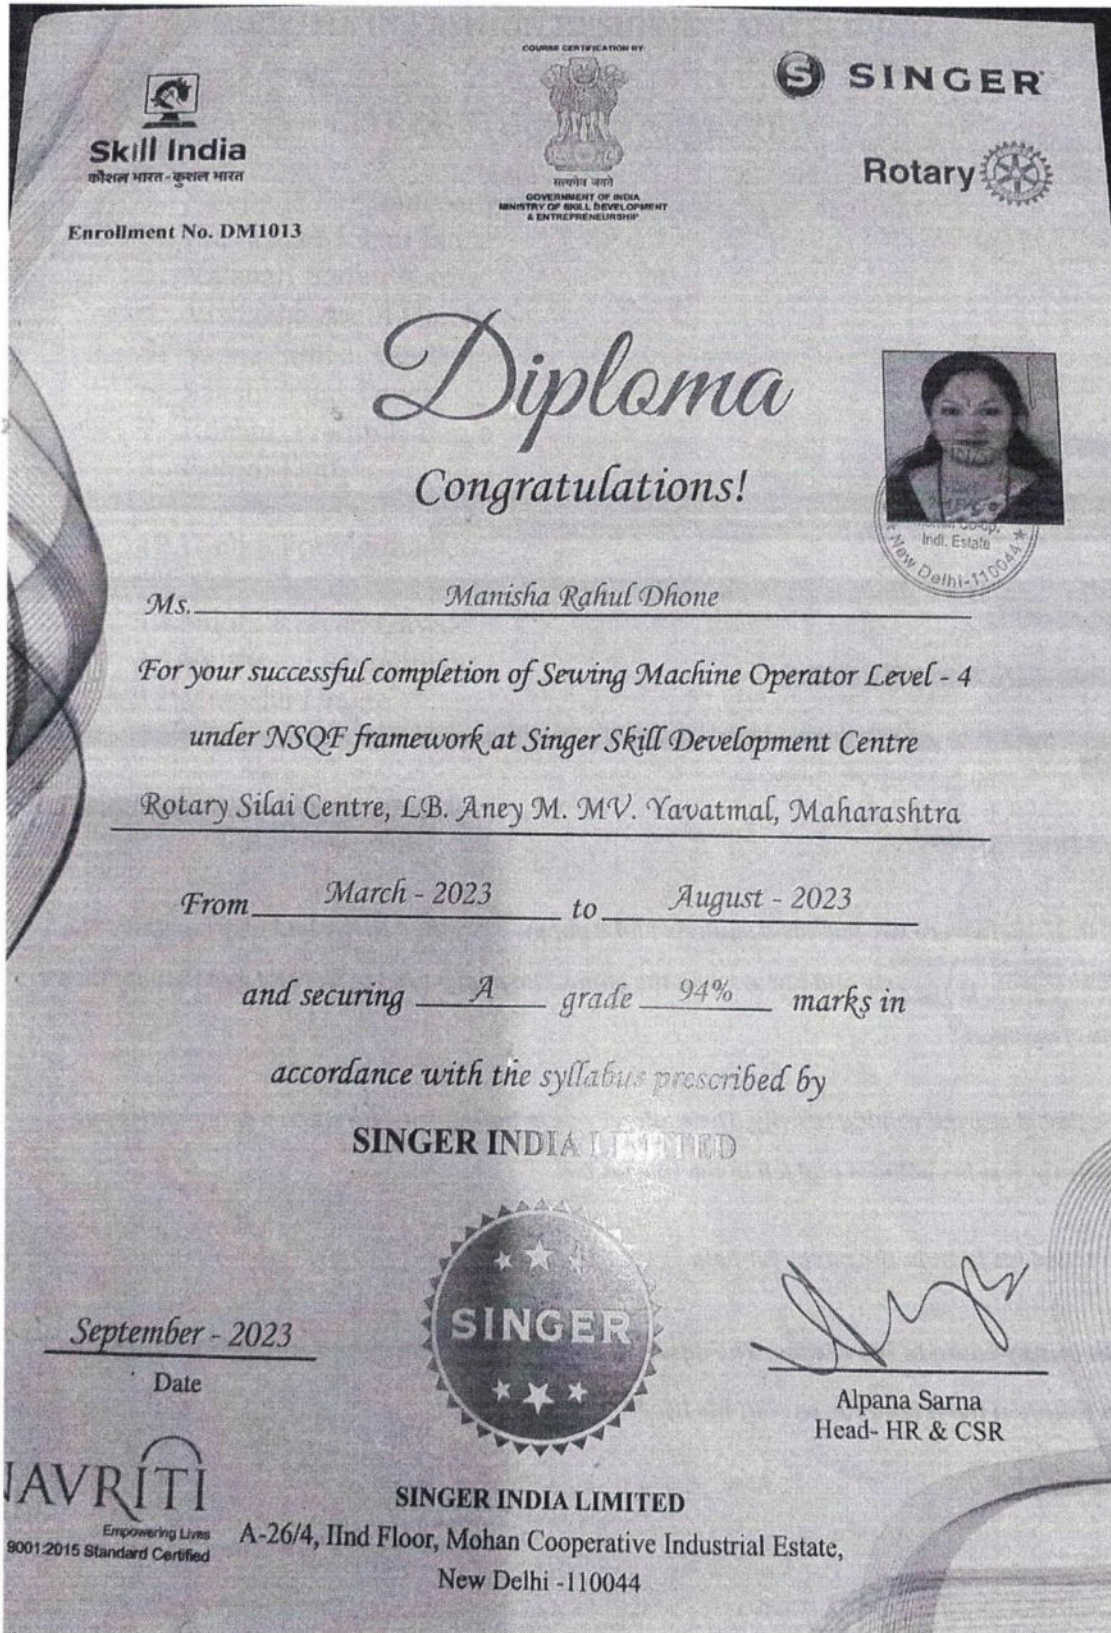 COURSE CERTIFICATION BY
Skill India
कौशल भारत-कुशल भारत
सत्यमेव जयते
GOVERNMENT OF INDIA
MINISTRY OF SKILL DEVELOPMENT
& ENTREPRENEURSHIP
S SINGER
Rotary
Enrollment No. DM1013
Diploma
Congratulations!
Indl. Estate
New Delhi-110044
Ms. Manisha Rahul Dhone
For your successful completion of Sewing Machine Operator Level - 4
under NSQF framework at Singer Skill Development Centre
Rotary Silai Centre, LB. Aney M. MV. Yavatmal, Maharashtra
From March - 2023 to August - 2023
and securing A grade 94% marks in
accordance with the syllabus prescribed by
SINGER INDIA LIMITED
SINGER
September - 2023
Date
Alpana Sarna
Head- HR & CSR
NAVRITI
Empowering Lives
9001:2015 Standard Certified
SINGER INDIA LIMITED
A-26/4, IInd Floor, Mohan Cooperative Industrial Estate,
New Delhi -110044